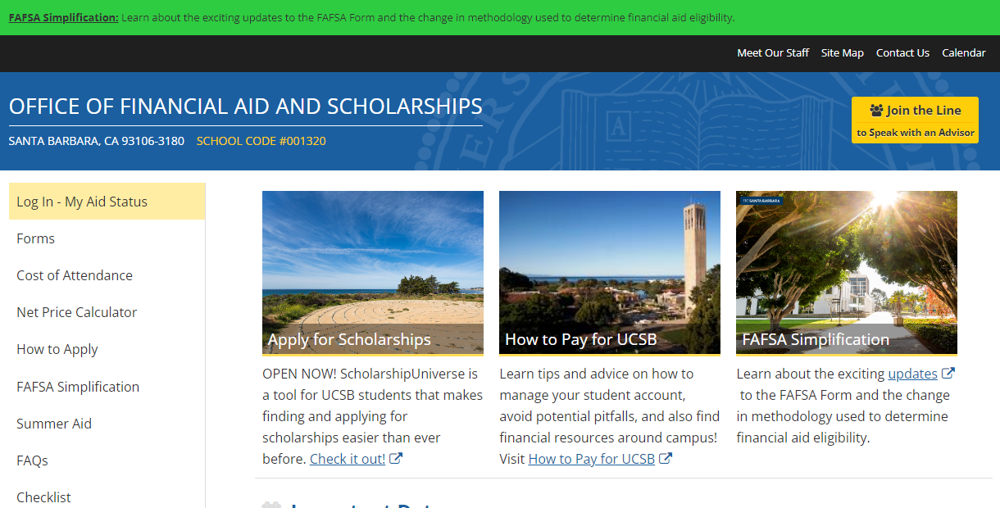 FAFSA Simplification: Learn about the exciting updates to the FAFSA Form and the change in methodology used to determine financial aid eligibility.
Meet Our Staff Site Map Contact Us Calendar
OFFICE OF FINANCIAL AID AND SCHOLARSHIPS
SANTA BARBARA, CA 93106-3180 SCHOOL CODE #001320
Join the Line
to Speak with an Advisor
Log In - My Aid Status
Forms
Cost of Attendance
Net Price Calculator
How to Apply
FAFSA Simplification
Summer Aid
FAQs
Checklist
Apply for Scholarships
OPEN NOW! ScholarshipUniverse is
a tool for UCSB students that makes
finding and applying for
scholarships easier than ever
before. Check it out!
How to Pay for UCSB
Learn tips and advice on how to
manage your student account,
avoid potential pitfalls, and also find
financial resources around campus!
Visit How to Pay for UCSB
UC SANTA BARBARA
FAFSA Simplification
Learn about the exciting updates
to the FAFSA Form and the change
in methodology used to determine
financial aid eligibility.